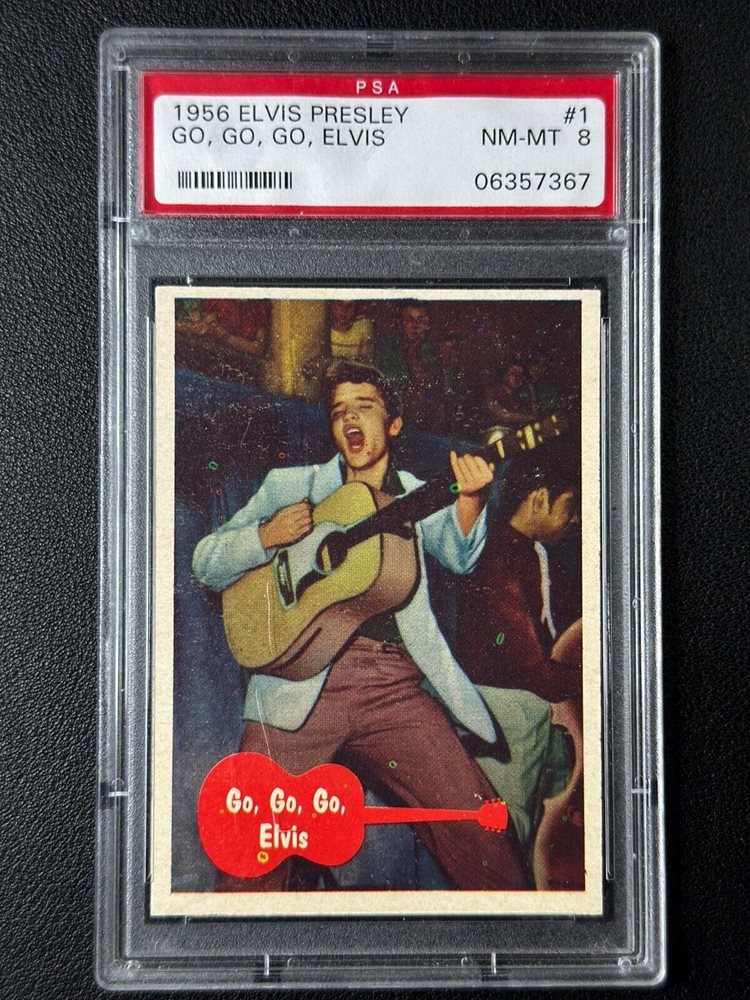 PSA
1956 ELVIS PRESLEY #1
GO, GO, GO, ELVIS NM-MT 8
06357367
Go, Go, Go,
Elvis